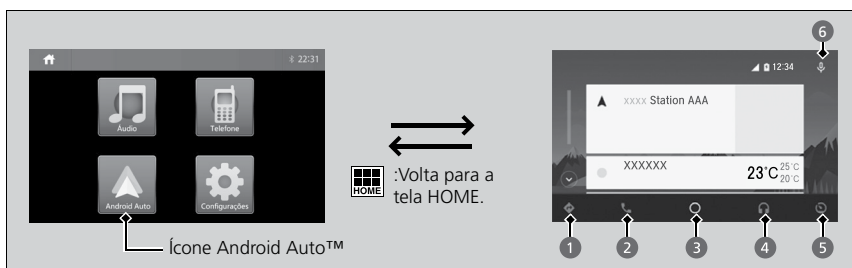 22:31
Áudio
Telefone
Android Auto
Configurações
Ícone Android Auto™
HOME
:Volta para a
tela HOME.
6
12:34
xxxx Station AAA
XXXXXX
23°C
25°C
20°C
1
2
3
4
5